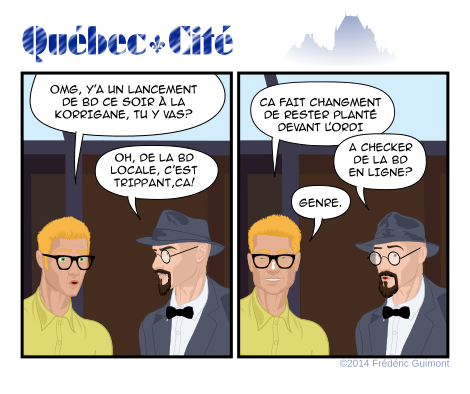 Québec⚜Cité
OMG, Y'A UN LANCEMENT
DE BD CE SOIR À LA
KORRIGANE, TU Y VAS?
OH, DE LA BD
LOCALE, C'EST
TRIPPANT,ÇA!
CA FAIT CHANGMENT
DE RESTER PLANTÉ
DEVANT L'ORDI
A CHECKER
DE LA BD
EN LIGNE?
GENRE.
©2014 Frédéric Guimont